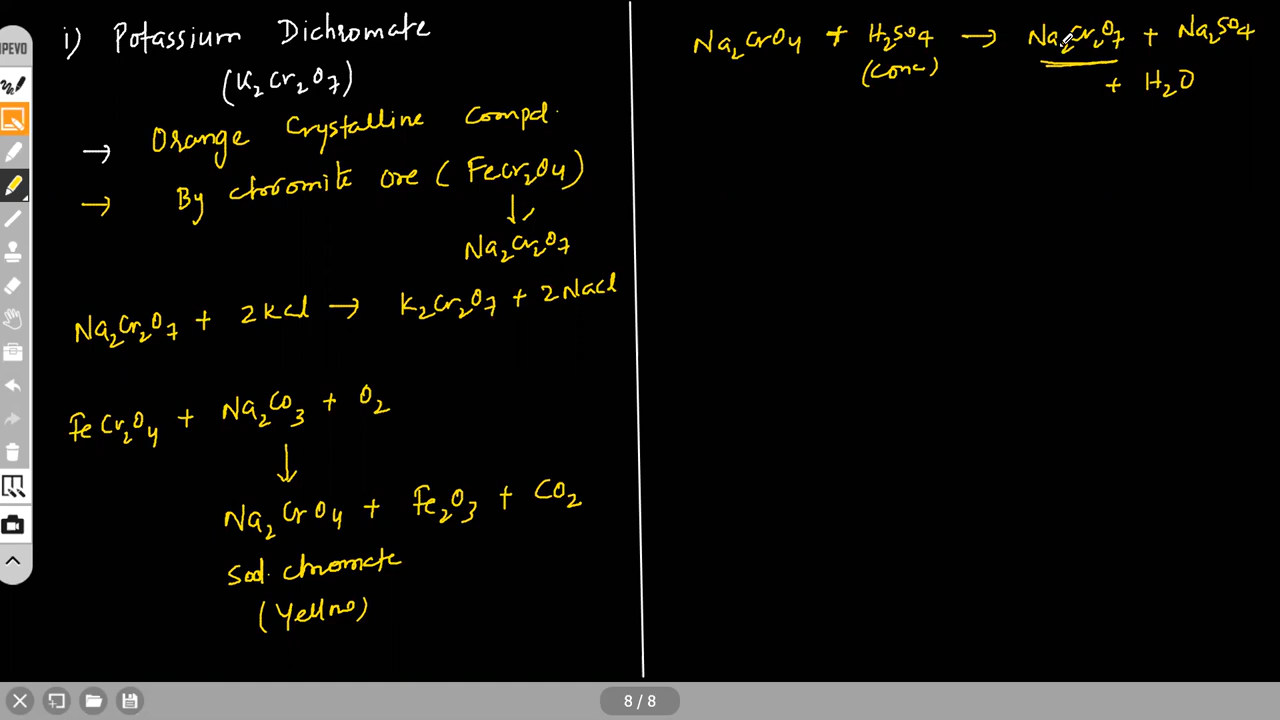 i) Potassium Dichromate
(K₂Cr₂O₇)
→ Orange Crystalline Compd.
→ By chromite ore (FeCr₂O₄)
↓
Na₂Cr₂O₇
Na₂Cr₂O₇ + 2KCl → K₂Cr₂O₇ + 2NaCl
FeCr₂O₄ + Na₂CO₃ + O₂
↓
Na₂CrO₄ + Fe₂O₃ + CO₂
Sod. chromate
(Yellow)
Na₂CrO₄ + H₂SO₄ → Na₂Cr₂O₇ + Na₂SO₄
(Conc)
+ H₂O
IPEVO
8 / 8